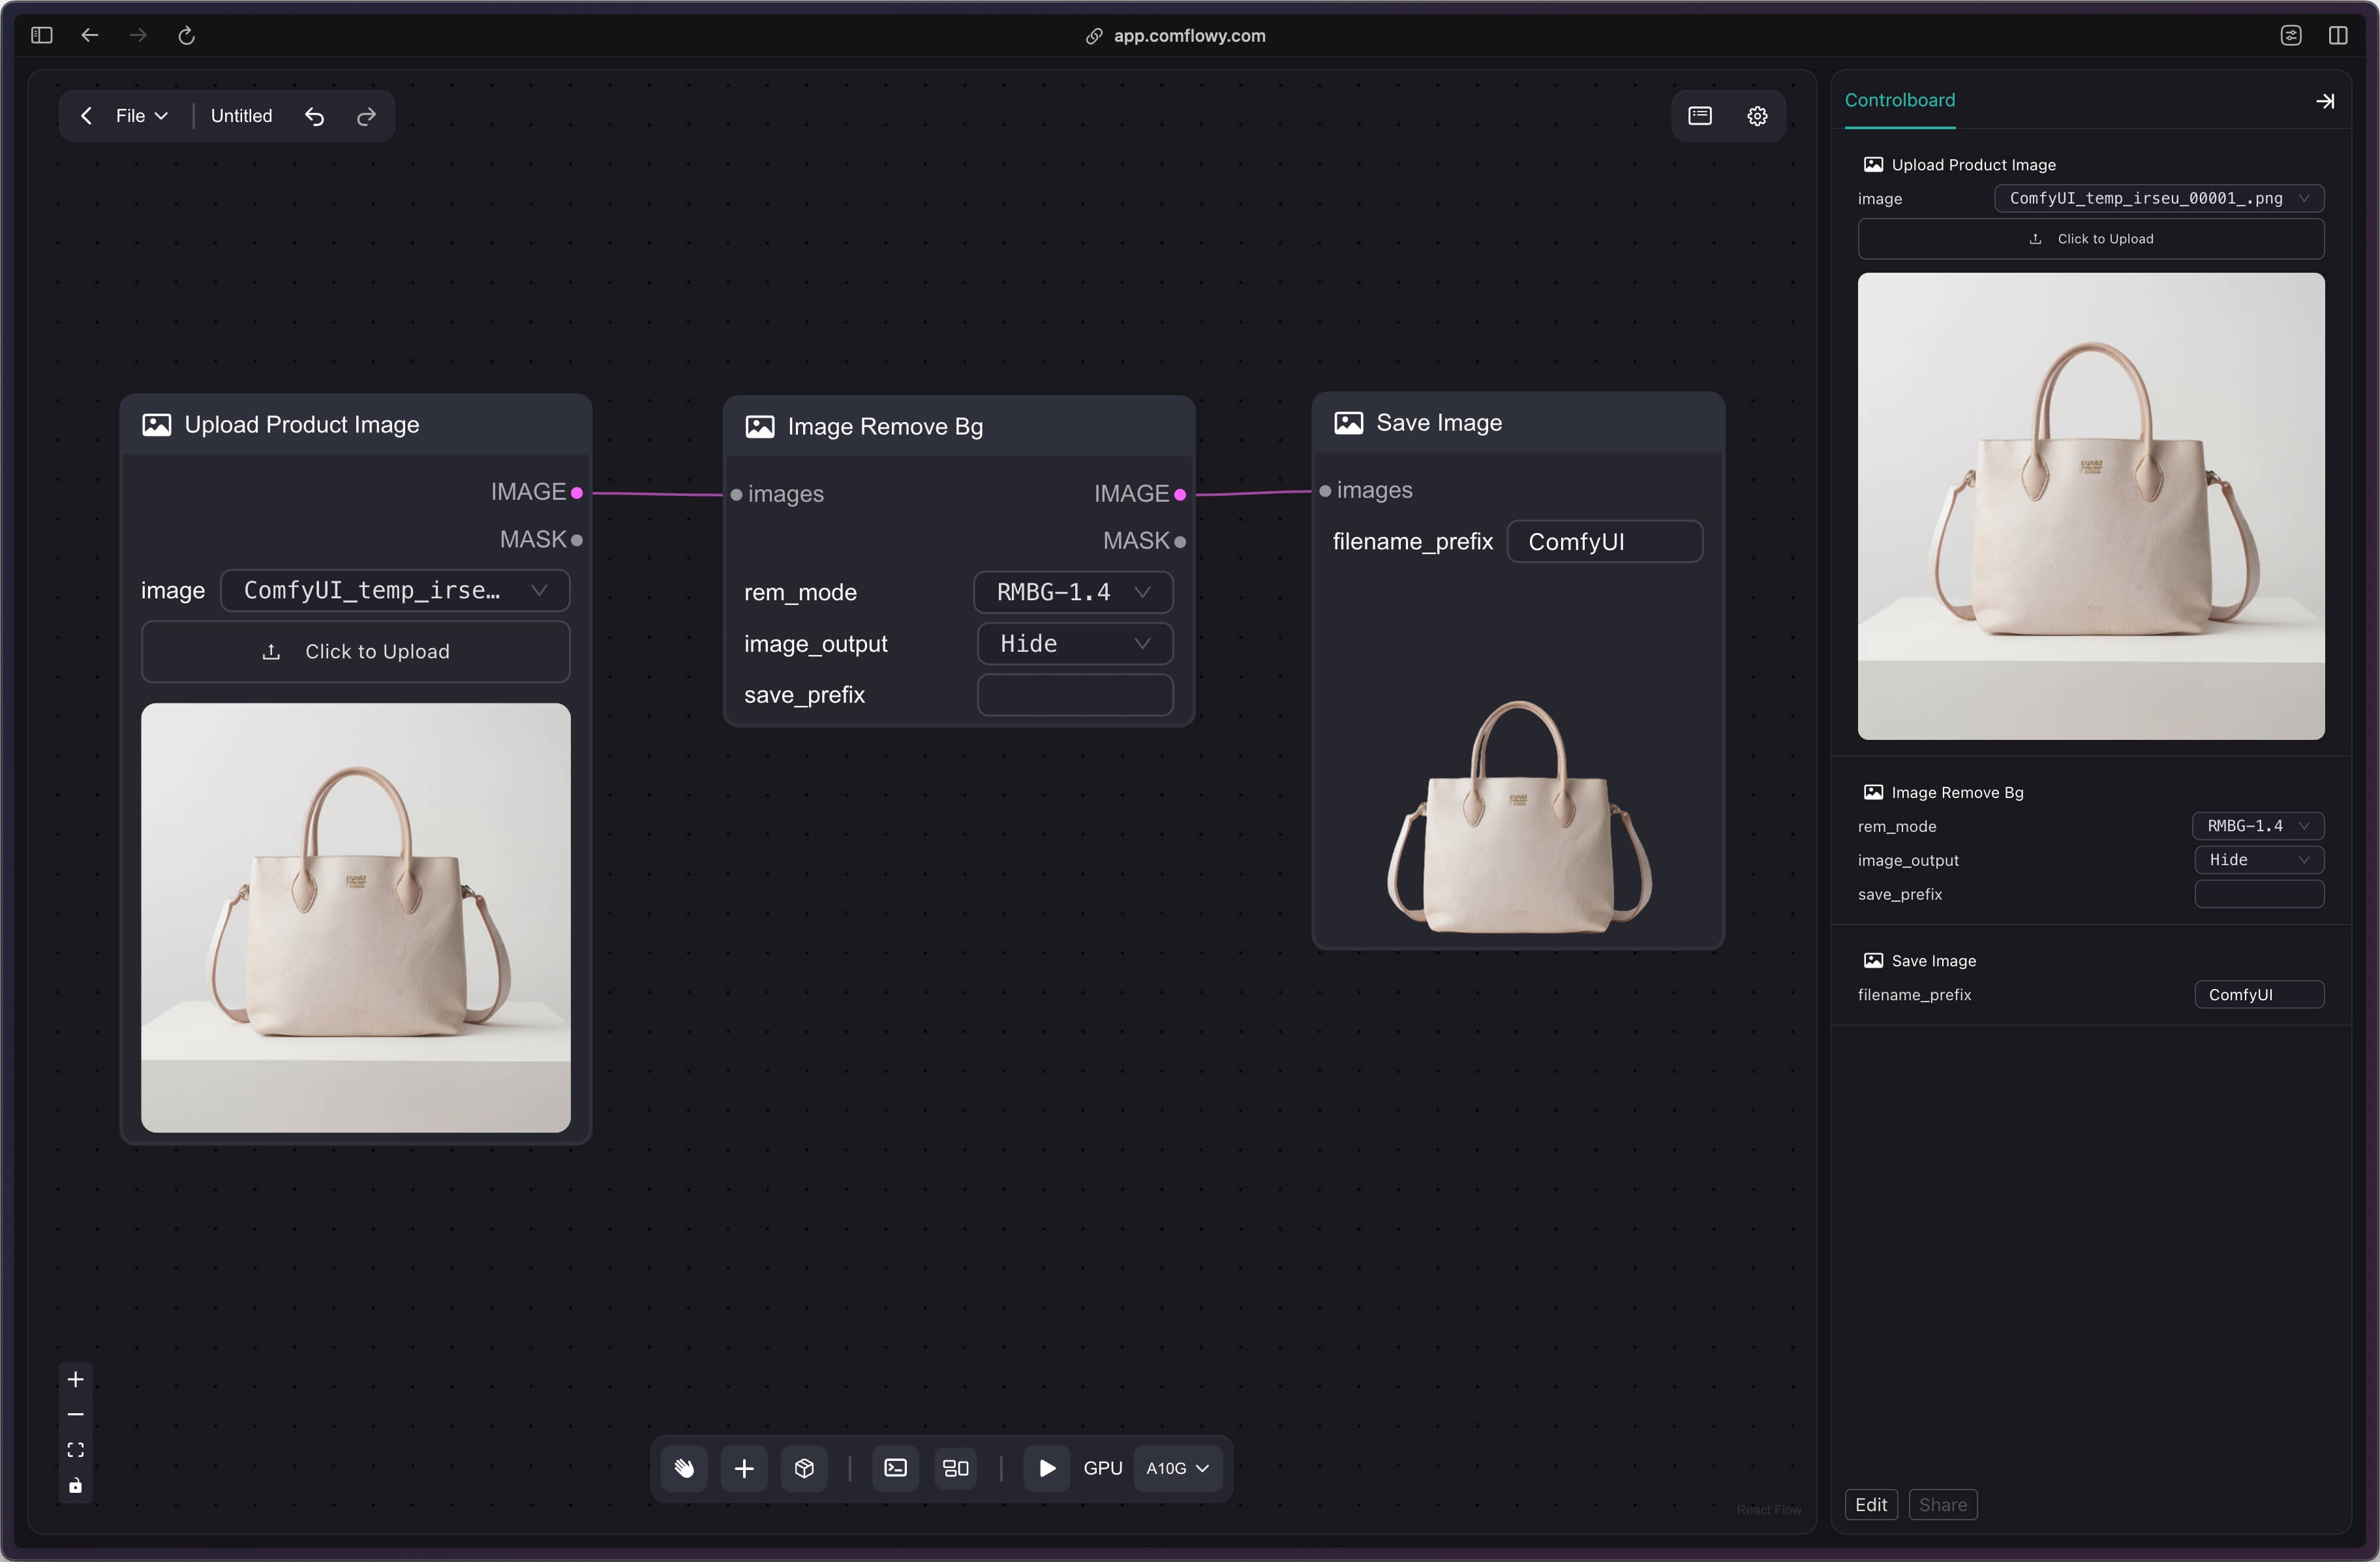 app.comflowy.com
File
Untitled
Upload Product Image
IMAGE
MASK
image
ComfyUI_temp_irse…
Click to Upload
Image Remove Bg
images
IMAGE
MASK
rem_mode
RMBG-1.4
image_output
Hide
save_prefix
Save Image
images
filename_prefix
ComfyUI
GPU
A10G
React Flow
Controlboard
Upload Product Image
image
ComfyUI_temp_irseu_00001_.png
Click to Upload
Image Remove Bg
rem_mode
RMBG-1.4
image_output
Hide
save_prefix
Save Image
filename_prefix
ComfyUI
Edit
Share